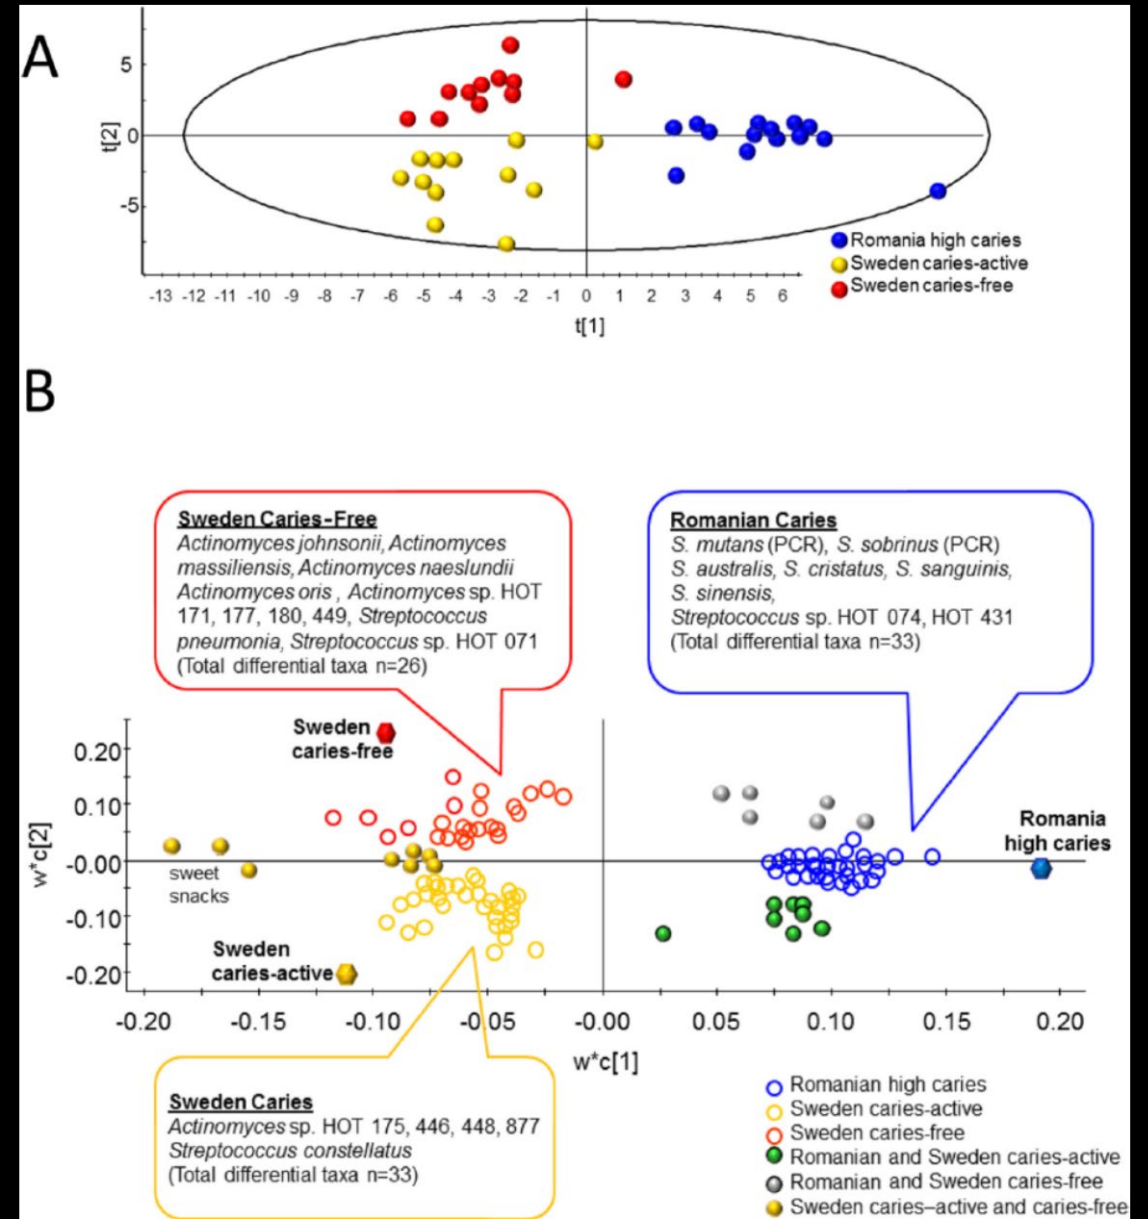 A
t[2]
5
0
-5
-13 -12 -11 -10 -9 -8 -7 -6 -5 -4 -3 -2 -1 0 1 2 3 4 5 6
t[1]
Romania high caries
Sweden caries-active
Sweden caries-free
B
Sweden Caries-Free
Actinomyces johnsonii, Actinomyces
massiliensis, Actinomyces naeslundii
Actinomyces oris , Actinomyces sp. HOT
171, 177, 180, 449, Streptococcus
pneumonia, Streptococcus sp. HOT 071
(Total differential taxa n=26)
Romanian Caries
S. mutans (PCR), S. sobrinus (PCR)
S. australis, S. cristatus, S. sanguinis,
S. sinensis,
Streptococcus sp. HOT 074, HOT 431
(Total differential taxa n=33)
w*c[2]
0.20
0.10
-0.00
-0.10
-0.20
Sweden
caries-free
sweet
snacks
Sweden
caries-active
Romania
high caries
-0.20 -0.15 -0.10 -0.05 -0.00 0.05 0.10 0.15 0.20
w*c[1]
Sweden Caries
Actinomyces sp. HOT 175, 446, 448, 877
Streptococcus constellatus
(Total differential taxa n=33)
Romanian high caries
Sweden caries-active
Sweden caries-free
Romanian and Sweden caries-active
Romanian and Sweden caries-free
Sweden caries–active and caries-free